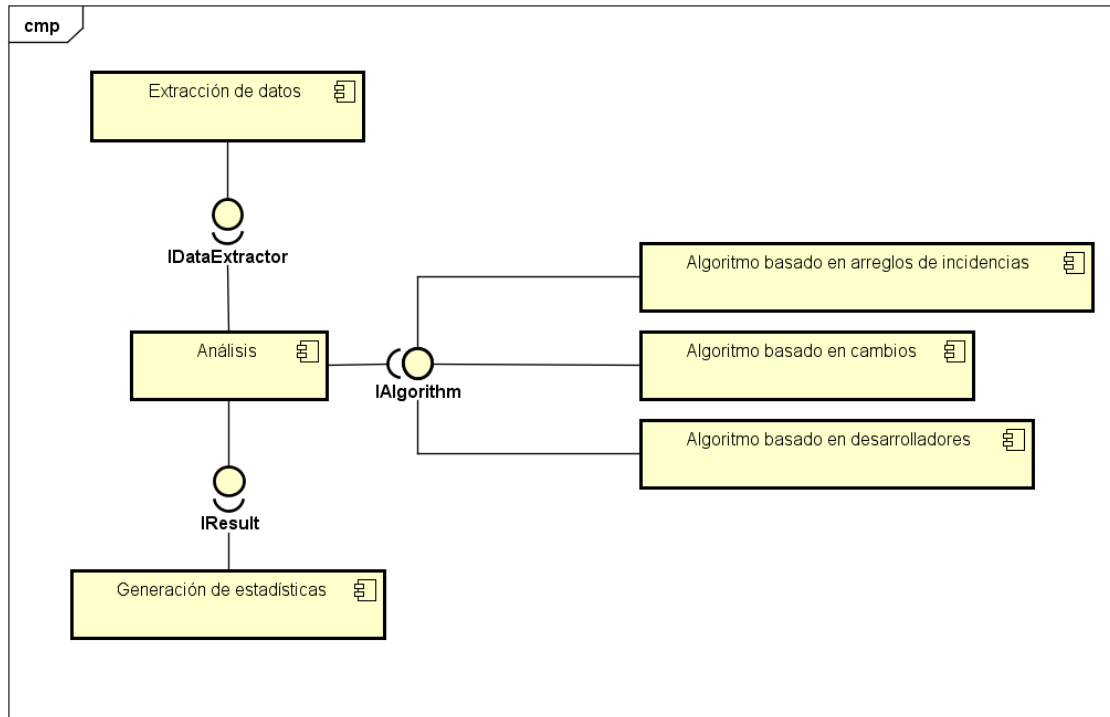 cmp
Extracción de datos
IDataExtractor
Algoritmo basado en arreglos de incidencias
Análisis
Algoritmo basado en cambios
IAlgorithm
Algoritmo basado en desarrolladores
IResult
Generación de estadísticas